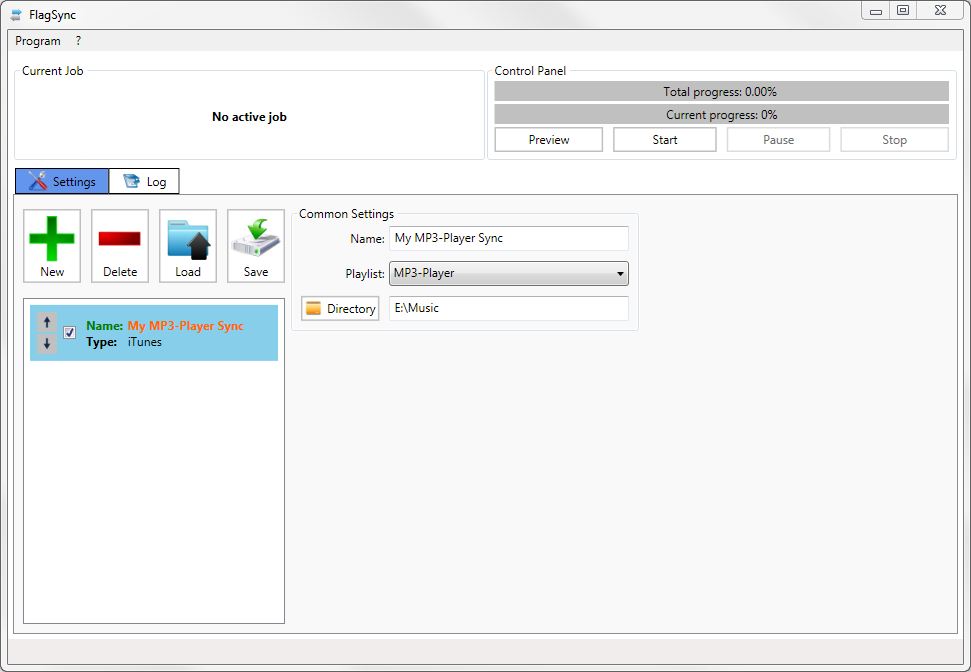 FlagSync
Program ?
Current Job
No active job
Control Panel
Total progress: 0.00%
Current progress: 0%
Preview Start Pause Stop
Settings Log
New Delete Load Save
Name: My MP3-Player Sync
Type: iTunes
Common Settings
Name: My MP3-Player Sync
Playlist: MP3-Player
Directory E:\Music